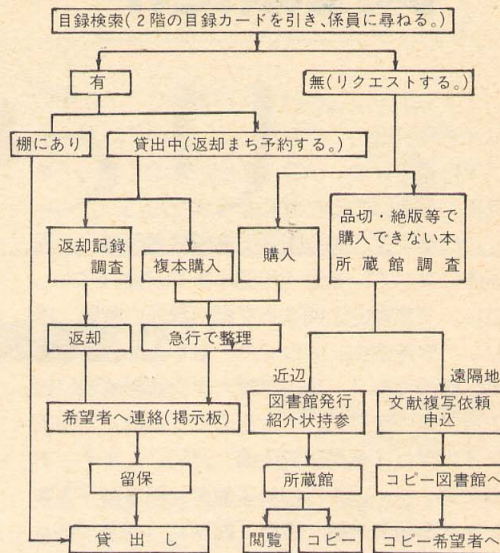 目録検索(２階の目録カードを引き、係員に尋ねる。)
有
無(リクエストする。)
棚にあり
貸出中(返却まち予約する。)
返却記録
調査
複本購入
購入
品切・絶版等で
購入できない本
所蔵館調査
返却
急行で整理
近辺
遠隔地
図書館発行
紹介状持参
文献複写依頼
申込
希望者へ連絡(掲示板)
留保
所蔵館
コピー図書館へ
貸出し
閲覧
コピー
コピー希望者へ